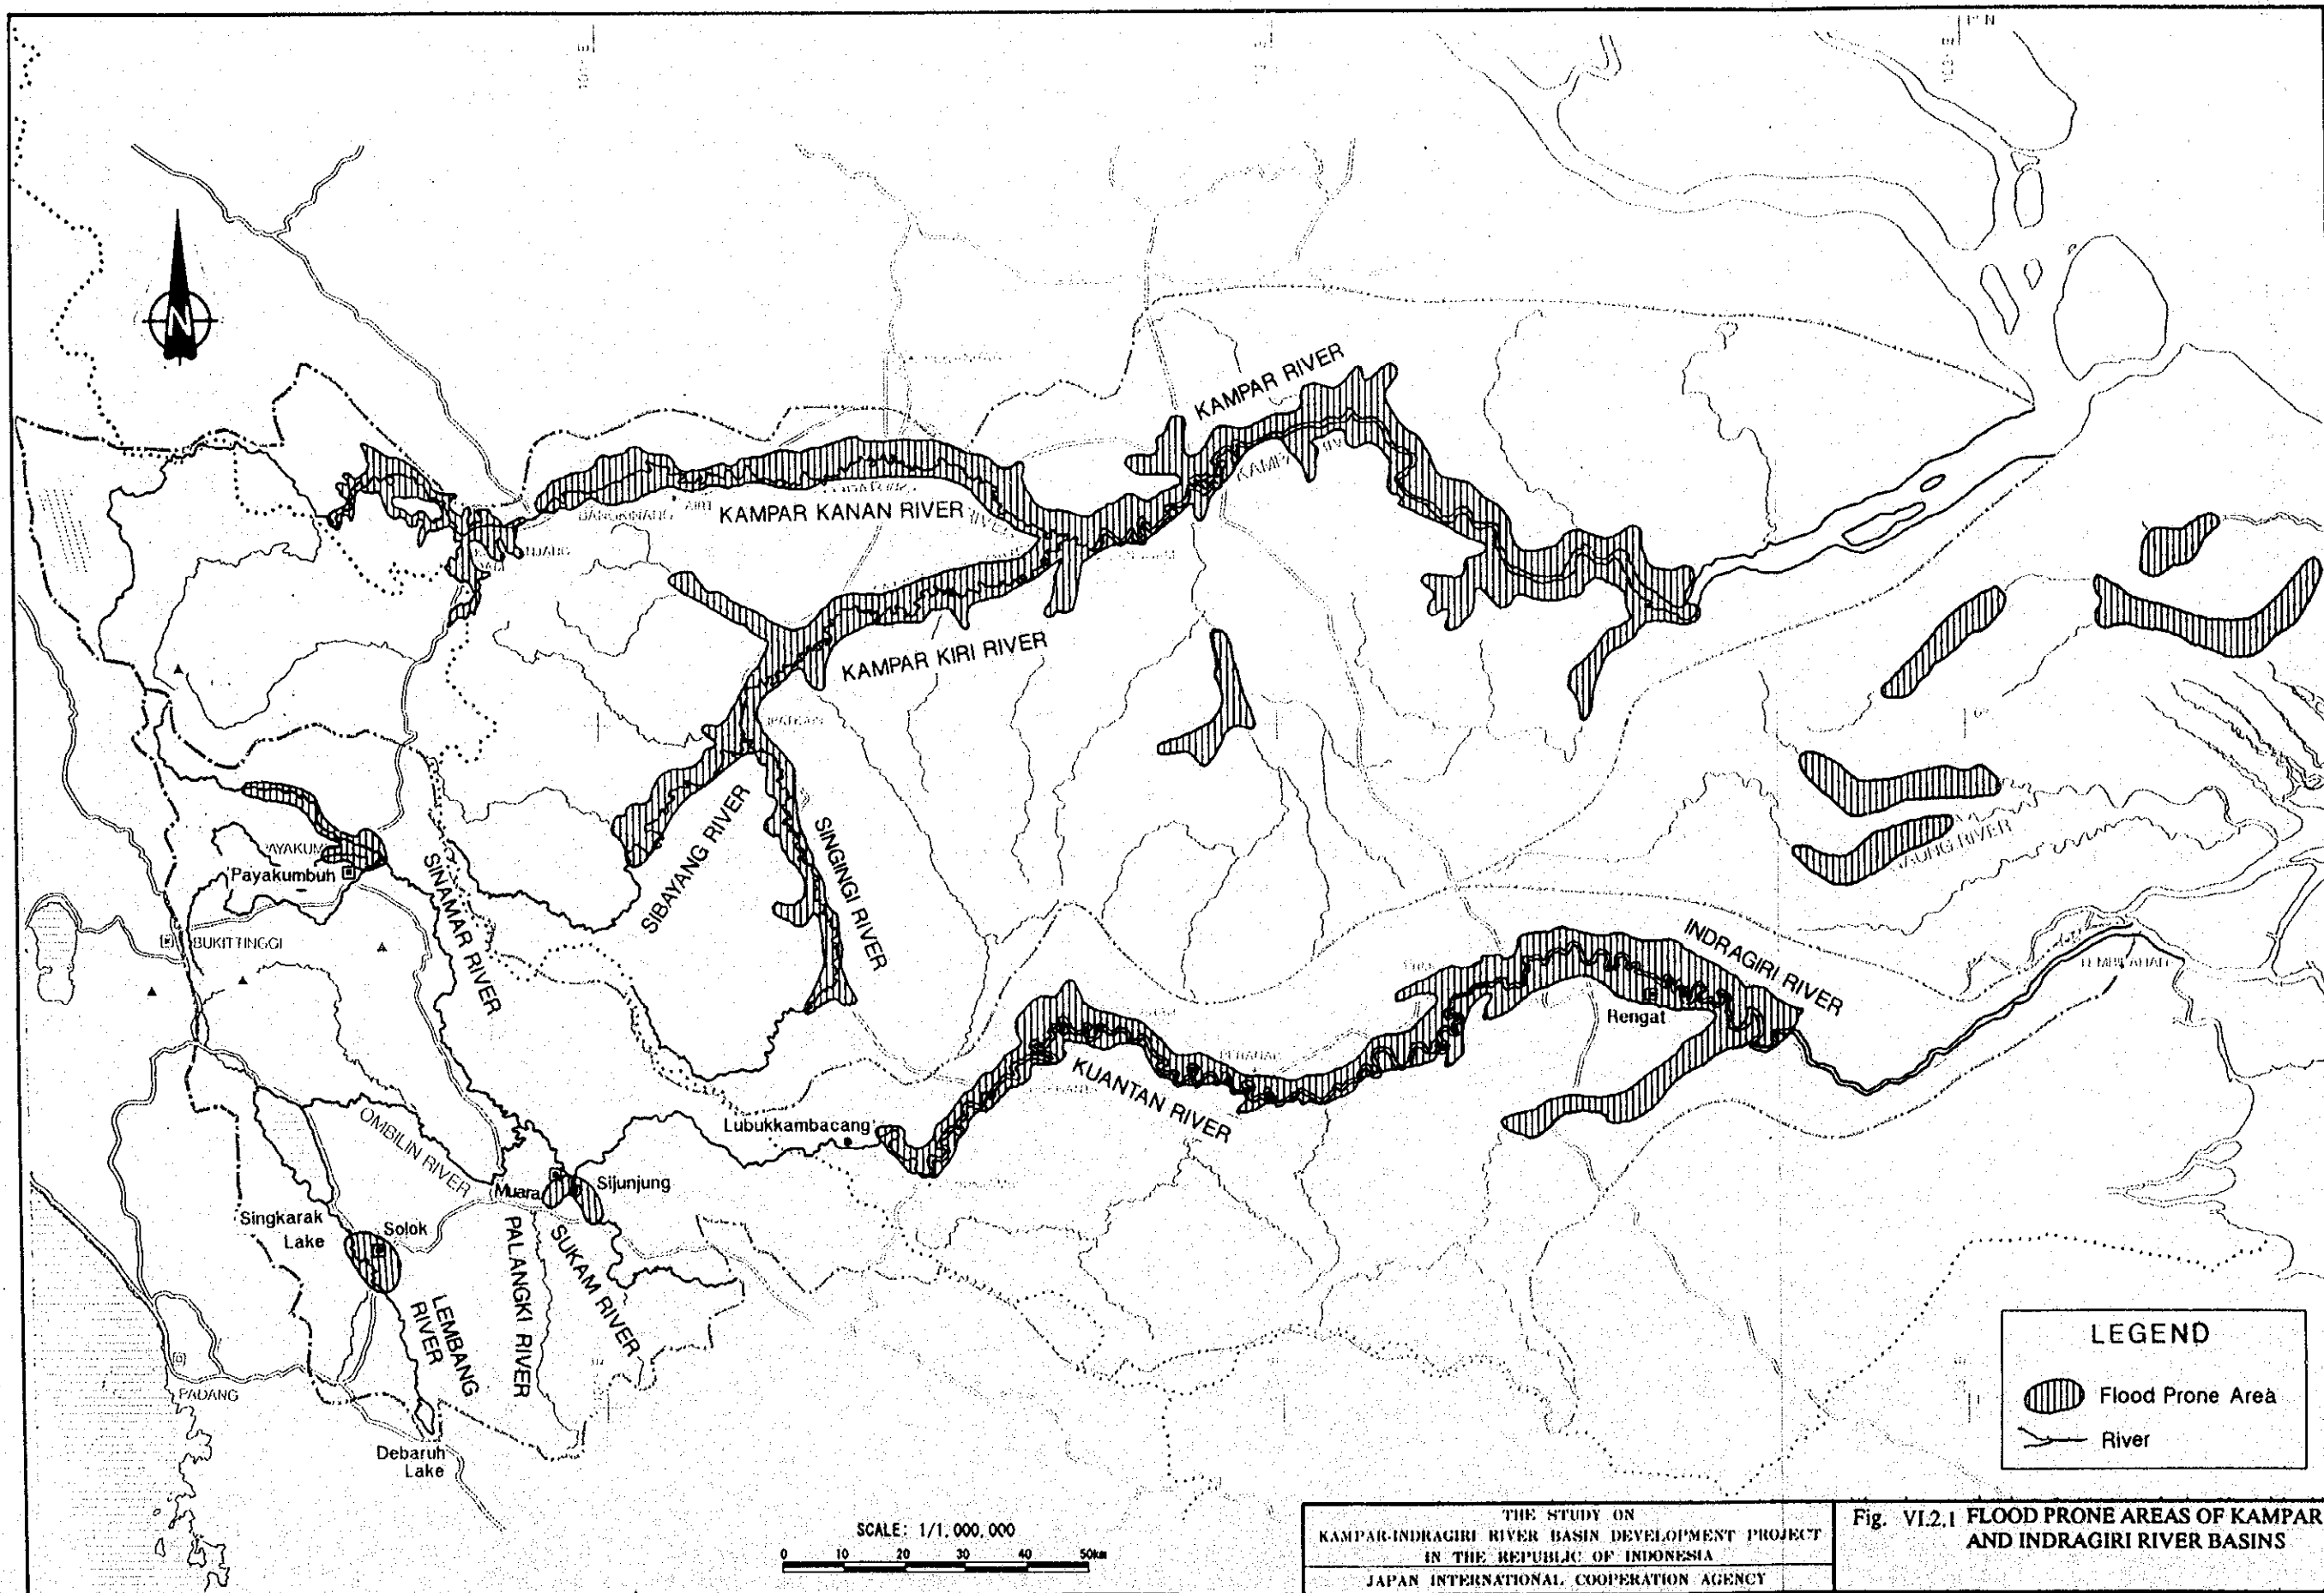 N
KAMPAR RIVER
KAMPAR KANAN RIVER
BANGKINANG
KAMPAR KIRI RIVER
SIBAYANG RIVER
SINGINGI RIVER
Payakumbuh
SINAMAR RIVER
BUKITTINGGI
INDRAGIRI RIVER
Rengat
TEMBILAHAN
KUANTAN RIVER
Lubukkambacang
OMBILIN RIVER
Muara
Sijunjung
Singkarak
Lake
Solok
PALANGKI RIVER
SUKAM RIVER
LEMBANG
RIVER
PADANG
Debaruh
Lake
LEGEND
Flood Prone Area
River
SCALE: 1/1,000,000
0 10 20 30 40 50km
THE STUDY ON
KAMPAR-INDRAGIRI RIVER BASIN DEVELOPMENT PROJECT
IN THE REPUBLIC OF INDONESIA
JAPAN INTERNATIONAL COOPERATION AGENCY
Fig. VI.2.1 FLOOD PRONE AREAS OF KAMPAR
AND INDRAGIRI RIVER BASINS